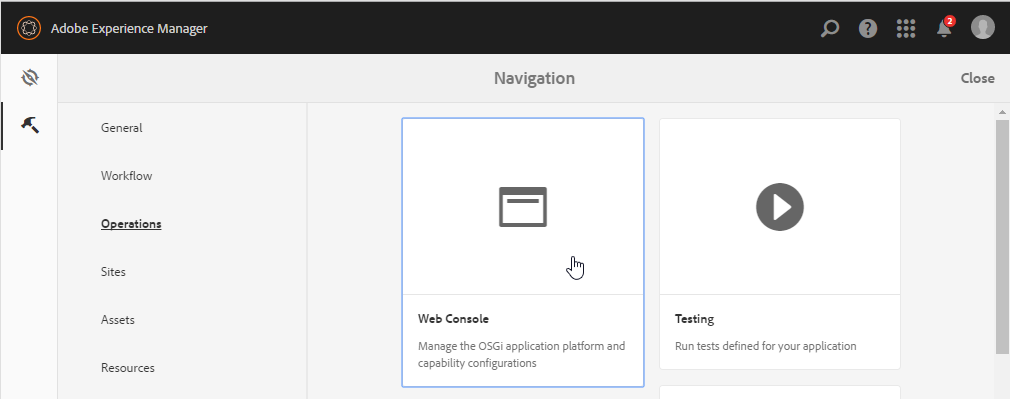 Adobe Experience Manager
2
Navigation
Close
General
Workflow
Operations
Sites
Assets
Resources
Web Console
Manage the OSGi application platform and
capability configurations
Testing
Run tests defined for your application